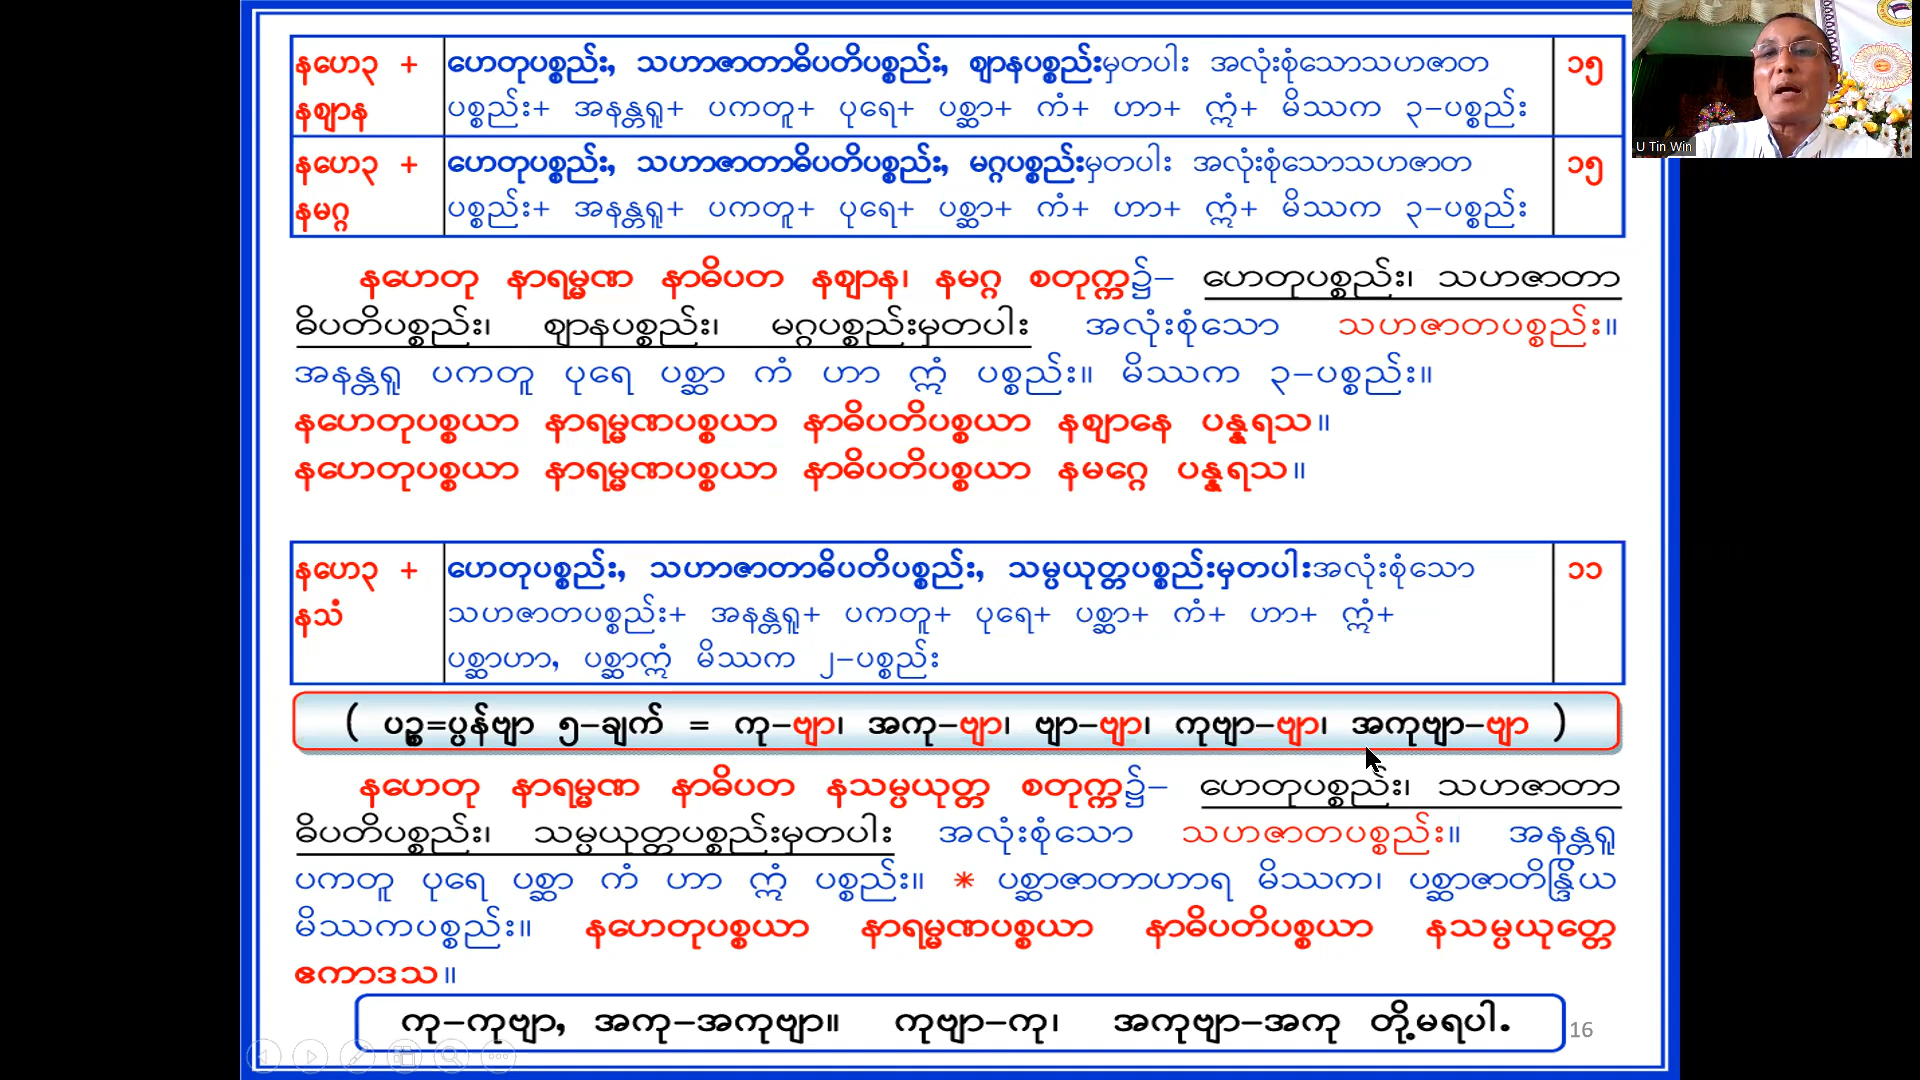 နဟေ၃ + ဟေတုပစ္စည်း, သဟာဇာတာဓိပတိပစ္စည်း, ဈာနပစ္စည်းမှတပါး အလုံးစုံသောသဟဇာတ ၁၅
နဈာန ပစ္စည်း+ အနန္တရူ+ ပကတူ+ ပုရေ+ ပစ္ဆာ+ ကံ+ ဟာ+ ဣံ+ မိဿက ၃–ပစ္စည်း
နဟေ၃ + ဟေတုပစ္စည်း, သဟာဇာတာဓိပတိပစ္စည်း, မဂ္ဂပစ္စည်းမှတပါး အလုံးစုံသောသဟဇာတ ၁၅
နမဂ္ဂ ပစ္စည်း+ အနန္တရူ+ ပကတူ+ ပုရေ+ ပစ္ဆာ+ ကံ+ ဟာ+ ဣံ+ မိဿက ၃–ပစ္စည်း
နဟေတု နာရမ္မဏ နာဓိပတ နဈာန၊ နမဂ္ဂ စတုက္က၌– ဟေတုပစ္စည်း၊ သဟဇာတာ
ဓိပတိပစ္စည်း၊ ဈာနပစ္စည်း၊ မဂ္ဂပစ္စည်းမှတပါး အလုံးစုံသော သဟဇာတပစ္စည်း။
အနန္တရူ ပကတူ ပုရေ ပစ္ဆာ ကံ ဟာ ဣံ ပစ္စည်း။ မိဿက ၃–ပစ္စည်း။
နဟေတုပစ္စယာ နာရမ္မဏပစ္စယာ နာဓိပတိပစ္စယာ နဈာနေ ပန္နရသ။
နဟေတုပစ္စယာ နာရမ္မဏပစ္စယာ နာဓိပတိပစ္စယာ နမဂ္ဂေ ပန္နရသ။
နဟေ၃ + ဟေတုပစ္စည်း, သဟာဇာတာဓိပတိပစ္စည်း, သမ္ပယုတ္တပစ္စည်းမှတပါးအလုံးစုံသော ၁၁
နသံ သဟဇာတပစ္စည်း+ အနန္တရူ+ ပကတူ+ ပုရေ+ ပစ္ဆာ+ ကံ+ ဟာ+ ဣံ+
ပစ္ဆာဟာ, ပစ္ဆာဣံ မိဿက ၂–ပစ္စည်း
( ပဉ္စ=ပွပ်န်ဗျာ ၅–ချက် = ကု–ဗျာ၊ အကု–ဗျာ၊ ဗျာ–ဗျာ၊ ကုဗျာ–ဗျာ၊ အကုဗျာ–ဗျာ )
နဟေတု နာရမ္မဏ နာဓိပတ နသမ္ပယုတ္တ စတုက္က၌– ဟေတုပစ္စည်း၊ သဟဇာတာ
ဓိပတိပစ္စည်း၊ သမ္ပယုတ္တပစ္စည်းမှတပါး အလုံးစုံသော သဟဇာတပစ္စည်း။ အနန္တရူ
ပကတူ ပုရေ ပစ္ဆာ ကံ ဟာ ဣံ ပစ္စည်း။ * ပစ္ဆာဇာတာဟာရ မိဿက၊ ပစ္ဆာဇာတိန္ဒြိယ
မိဿကပစ္စည်း။ နဟေတုပစ္စယာ နာရမ္မဏပစ္စယာ နာဓိပတိပစ္စယာ နသမ္ပယုတ္တေ
ဧကာဒသ။
ကု–ကုဗျာ, အကု–အကုဗျာ။ ကုဗျာ–ကု၊ အကုဗျာ–အကု တို့မရပါ.
16
U Tin Win